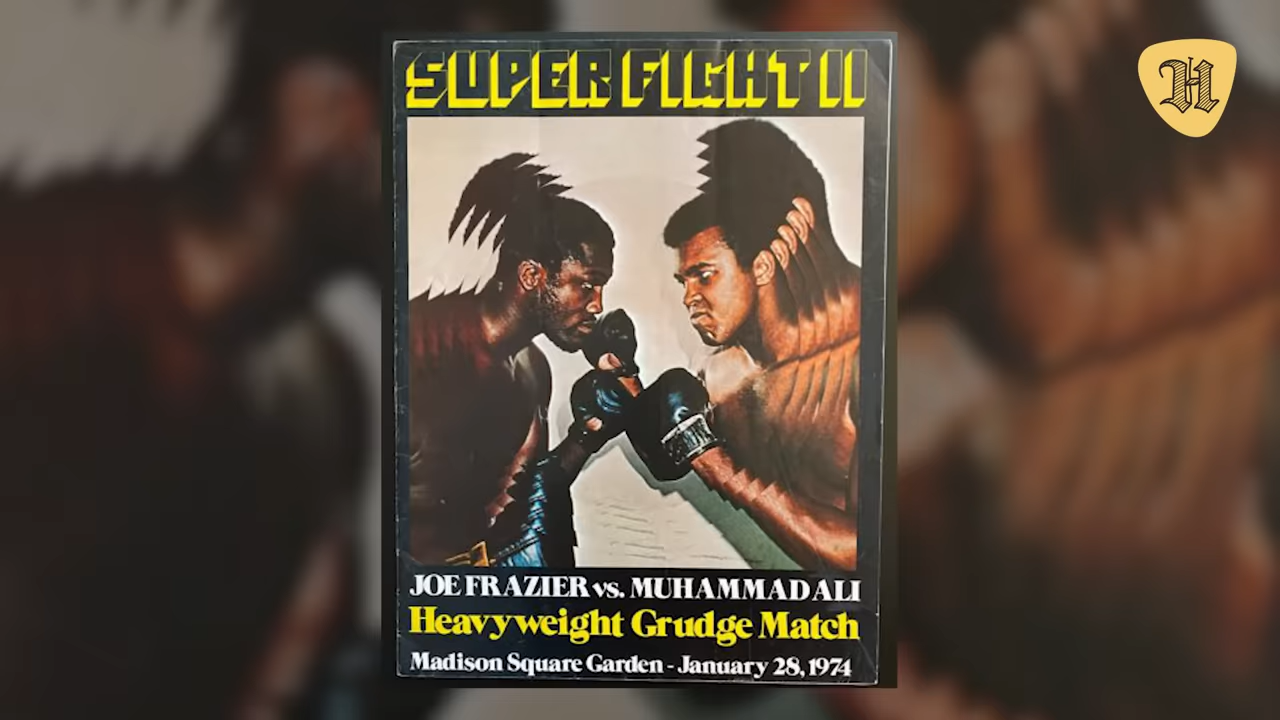 SUPER FIGHT II
H
JOE FRAZIER vs. MUHAMMAD ALI
Heavyweight Grudge Match
Madison Square Garden - January 28, 1974